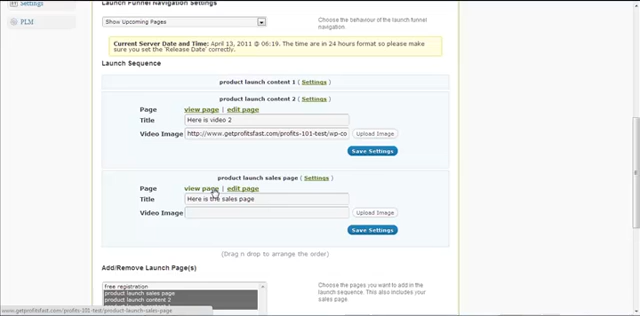 Launch Funnel Navigation Settings
Settings
PLM
Show Upcoming Pages
Choose the behaviour of the launch funnel
navigation.
Current Server Date and Time: April 13, 2011 @ 06:19. The time are in 24 hours format so please
make sure you set the 'Release Date' correctly.
Launch Sequence
product launch content 1 ( Settings )
product launch content 2 ( Settings )
Page view page | edit page
Title Here is video 2
Video Image http://www.getprofitsfast.com/profits-101-test/wp-co Upload Image
Save Settings
product launch sales page ( Settings )
Page view page | edit page
Title Here is the sales page
Video Image Upload Image
Save Settings
(Drag n drop to arrange the order)
Add/Remove Launch Page(s)
free registration
product launch sales page
product launch content 2
Choose the pages you want to add in the
launch sequence. This also includes your
sales page.
www.getprofitsfast.com/profits-101-test/product-launch-sales-page